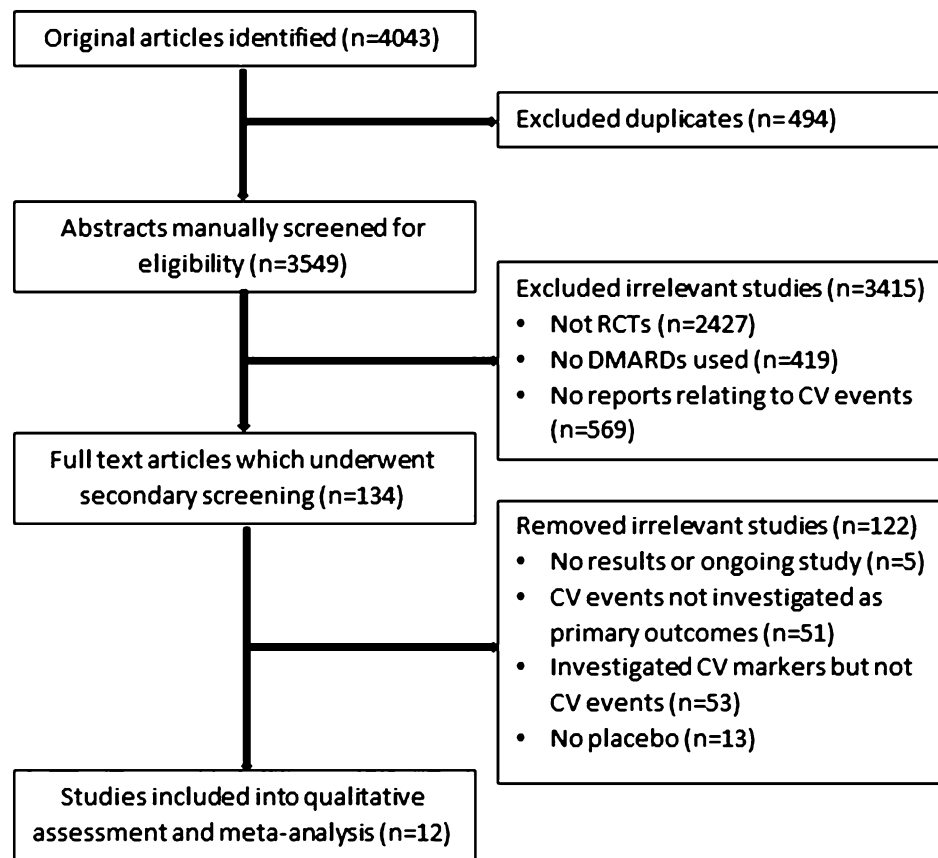 Original articles identified (n=4043)
Excluded duplicates (n=494)
Abstracts manually screened for
eligibility (n=3549)
Excluded irrelevant studies (n=3415)
• Not RCTs (n=2427)
• No DMARDs used (n=419)
• No reports relating to CV events
(n=569)
Full text articles which underwent
secondary screening (n=134)
Removed irrelevant studies (n=122)
• No results or ongoing study (n=5)
• CV events not investigated as
primary outcomes (n=51)
• Investigated CV markers but not
CV events (n=53)
• No placebo (n=13)
Studies included into qualitative
assessment and meta-analysis (n=12)